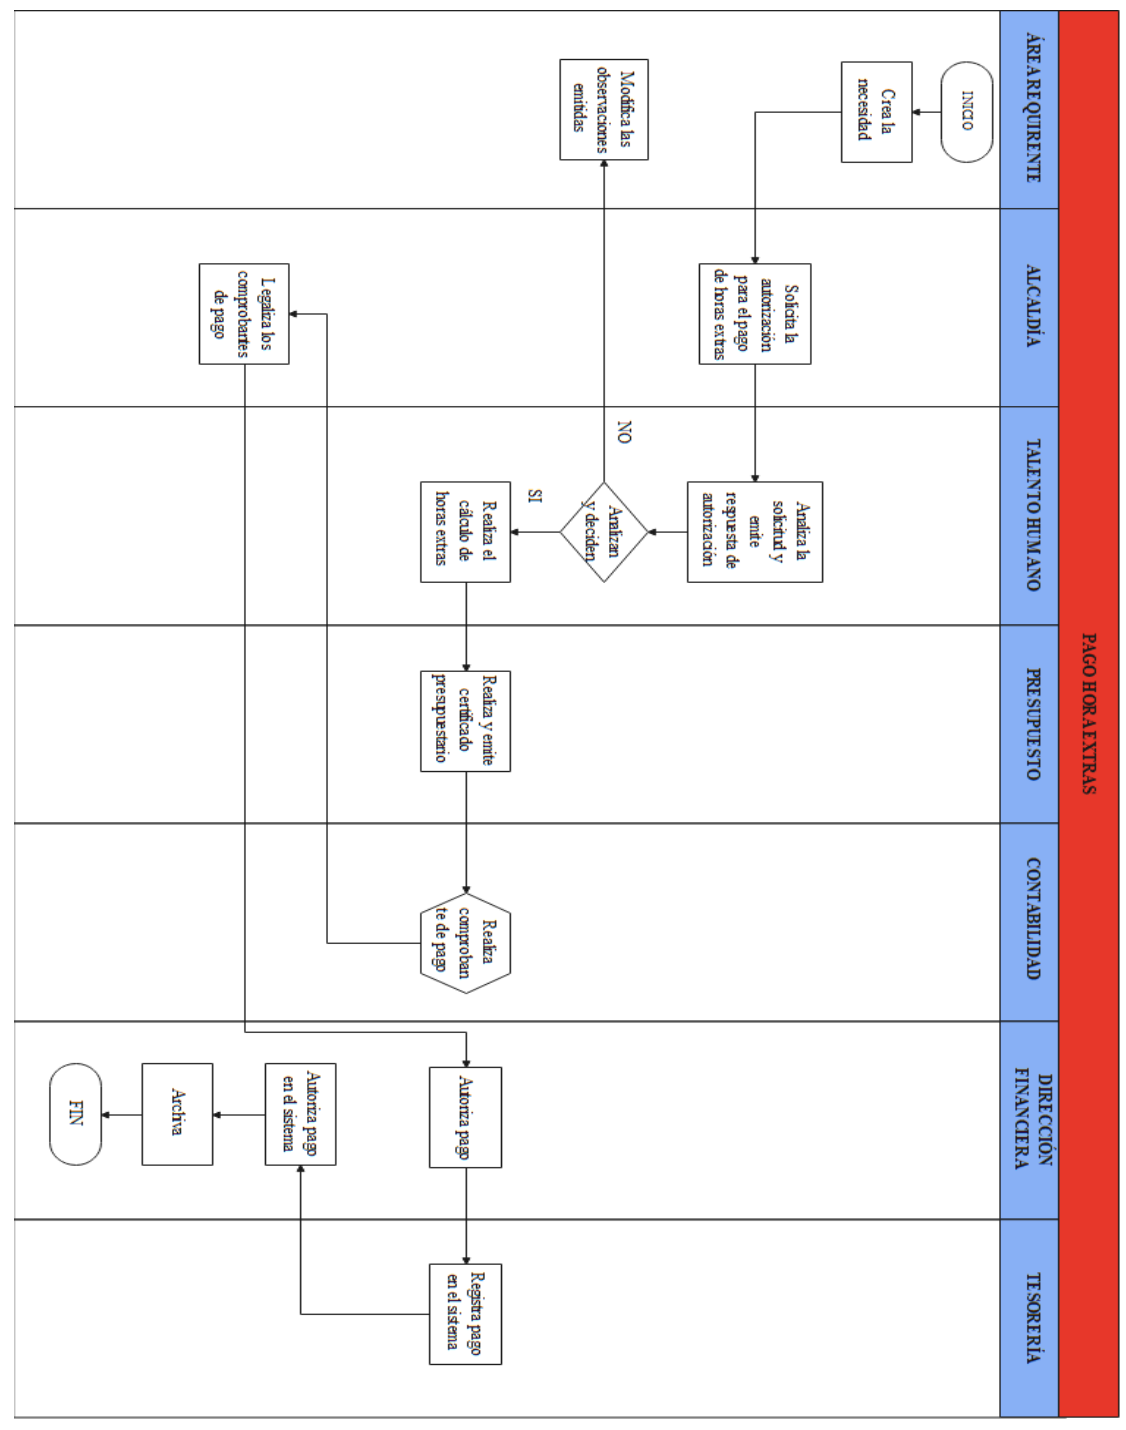 PAGO HORA EXTRAS
ÁREA REQUIRENTE
ALCALDÍA
TALENTO HUMANO
PRESUPUESTO
CONTABILIDAD
DIRECCIÓN
FINANCIERA
TESORERÍA
INICIO
Crea la
necesidad
Solicita la
autorización
para el pago
de horas extras
Analiza la
solicitud y
emite
respuesta de
autorización
Analizan
y deciden
NO
Modifica las
observaciones
emitidas
SI
Realiza el
cálculo de
horas extras
Realiza y emite
certificado
presupuestario
Realiza
comproban
te de pago
Legaliza los
comprobantes
de pago
Autoriza pago
Registra pago
en el sistema
Autoriza pago
en el sistema
Archiva
FIN